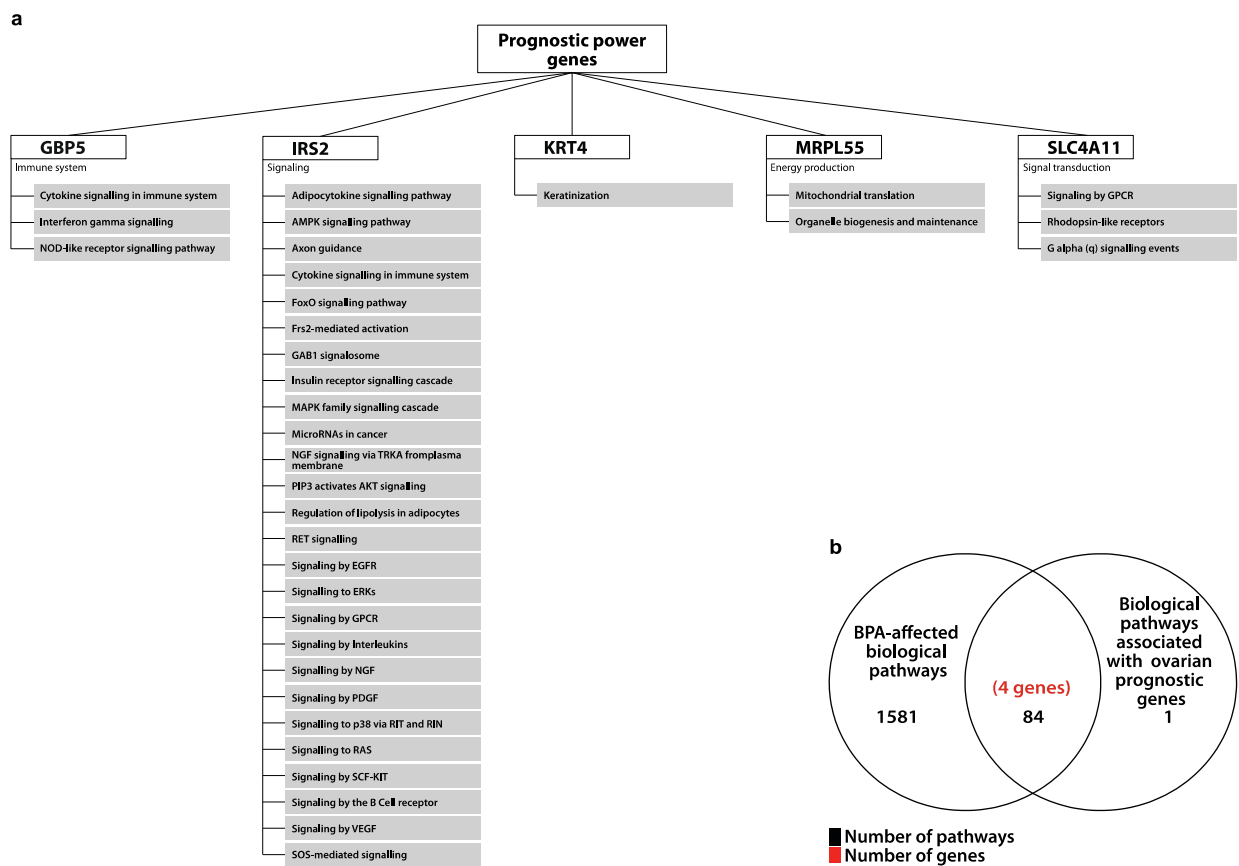 a
Prognostic power
genes
GBP5
Immune system
Cytokine signalling in immune system
Interferon gamma signalling
NOD-like receptor signalling pathway
IRS2
Signaling
Adipocytokine signalling pathway
AMPK signalling pathway
Axon guidance
Cytokine signalling in immune system
FoxO signalling pathway
Frs2-mediated activation
GAB1 signalosome
Insulin receptor signalling cascade
MAPK family signalling cascade
MicroRNAs in cancer
NGF signalling via TRKA fromplasma
membrane
PIP3 activates AKT signalling
Regulation of lipolysis in adipocytes
RET signalling
Signaling by EGFR
Signalling to ERKs
Signaling by GPCR
Signaling by Interleukins
Signalling by NGF
Signaling by PDGF
Signalling to p38 via RIT and RIN
Signalling to RAS
Signaling by SCF-KIT
Signaling by the B Cell receptor
Signaling by VEGF
SOS-mediated signalling
KRT4
Keratinization
MRPL55
Energy production
Mitochondrial translation
Organelle biogenesis and maintenance
SLC4A11
Signal transduction
Signaling by GPCR
Rhodopsin-like receptors
G alpha (q) signalling events
b
BPA-affected
biological
pathways
1581
(4 genes)
84
Biological
pathways
associated
with ovarian
prognostic
genes
1
Number of pathways
Number of genes